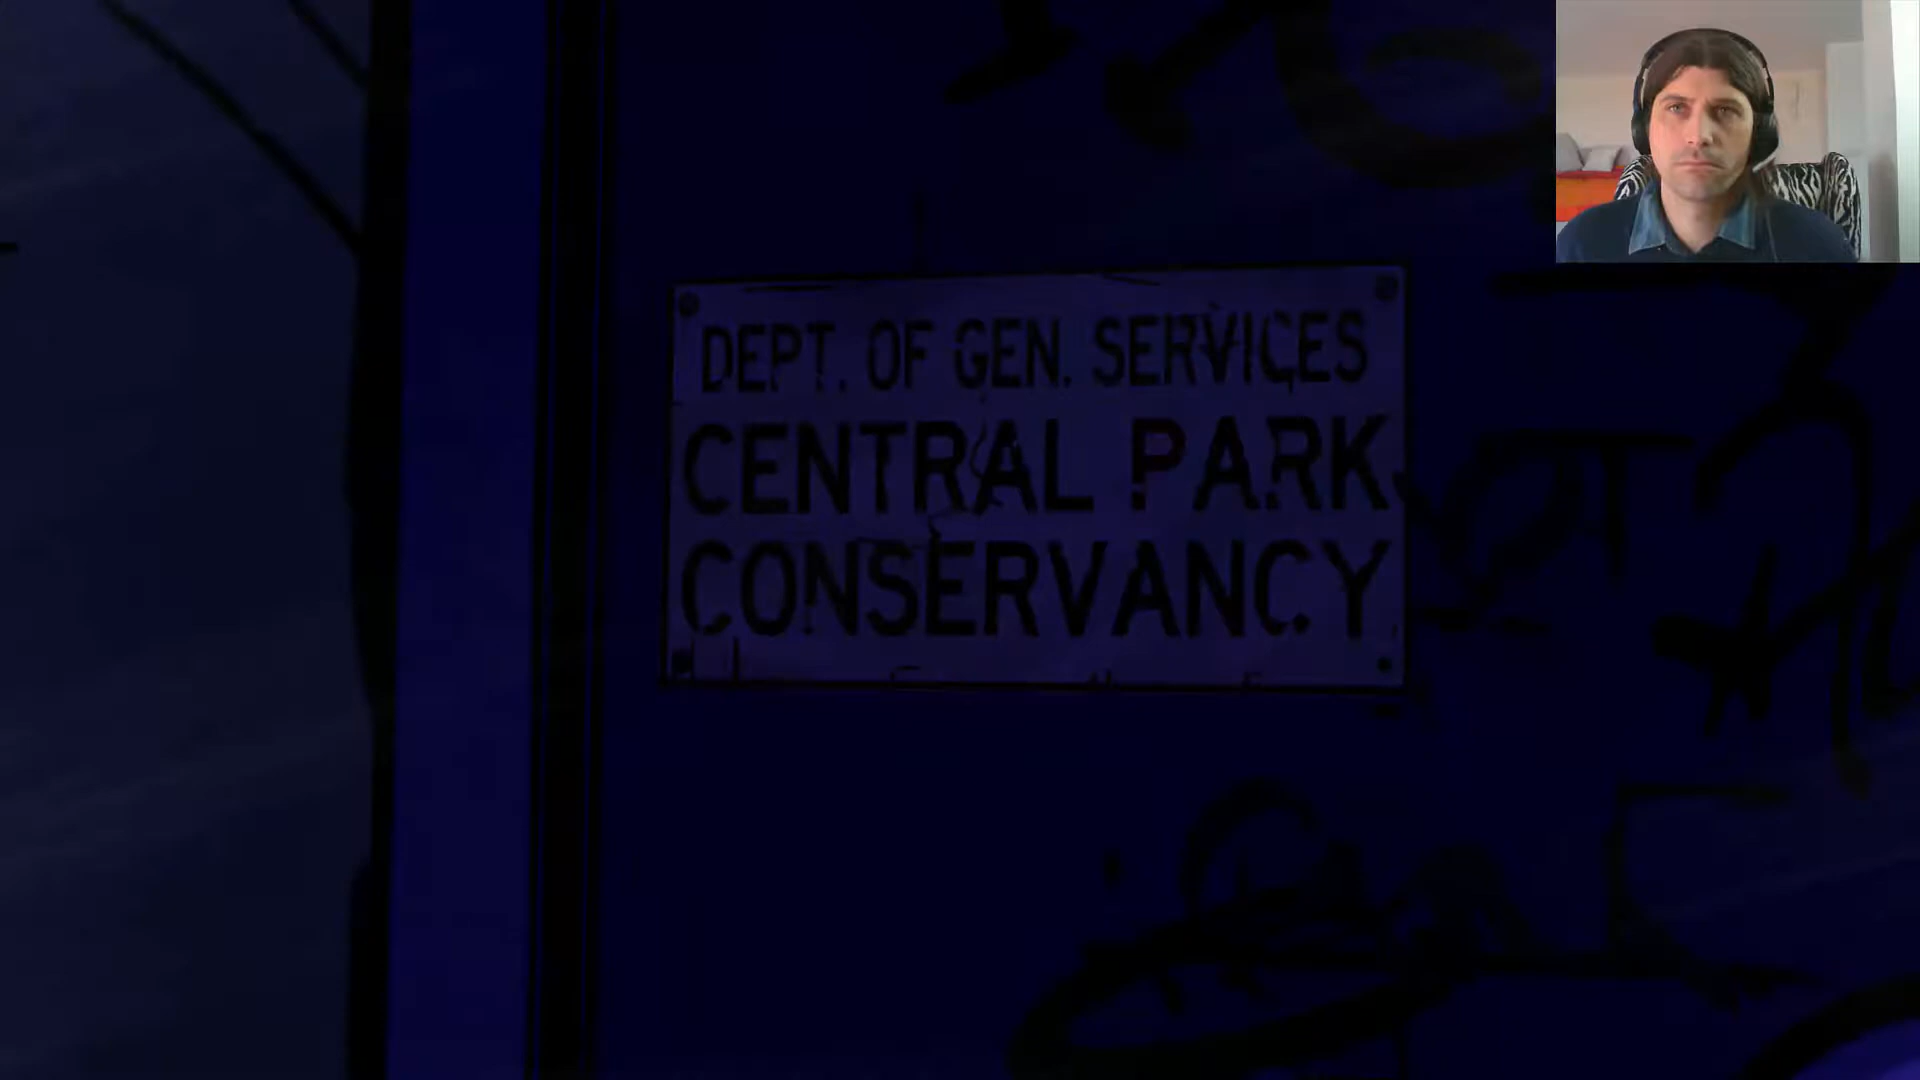 DEPT. OF GEN. SERVICES
CENTRAL PARK
CONSERVANCY